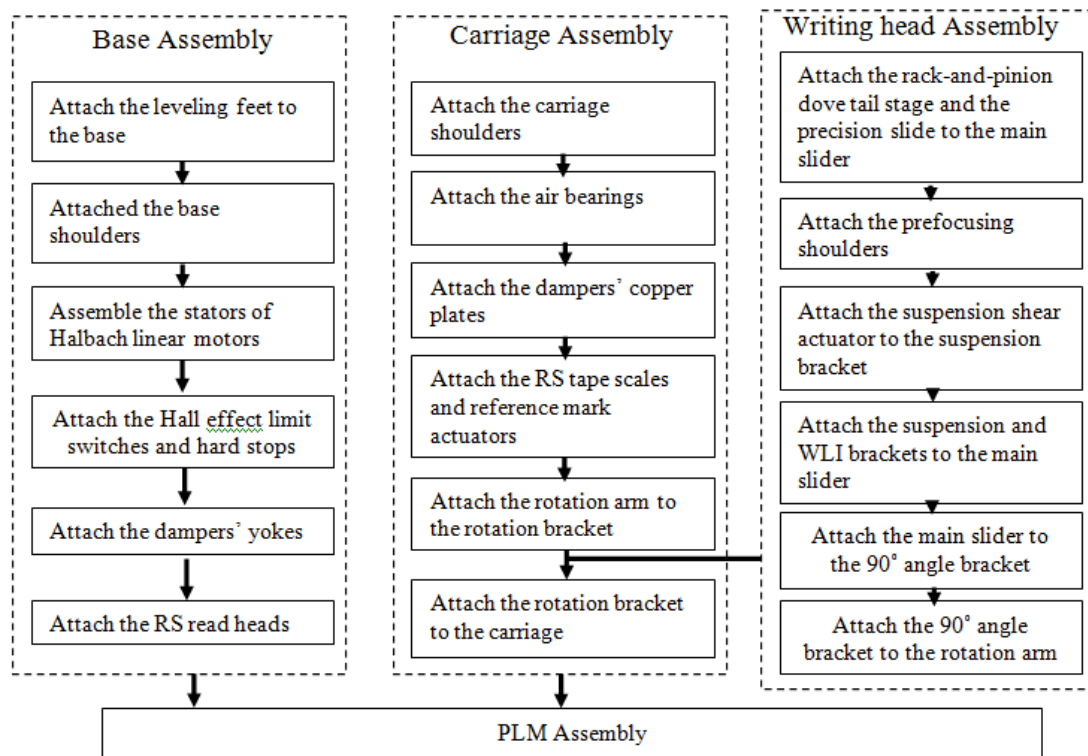 Base Assembly
Attach the leveling feet to
the base
Attached the base
shoulders
Assemble the stators of
Halbach linear motors
Attach the Hall effect limit
switches and hard stops
Attach the dampers’ yokes
Attach the RS read heads
Carriage Assembly
Attach the carriage
shoulders
Attach the air bearings
Attach the dampers’ copper
plates
Attach the RS tape scales
and reference mark
actuators
Attach the rotation arm to
the rotation bracket
Attach the rotation bracket
to the carriage
Writing head Assembly
Attach the rack-and-pinion
dove tail stage and the
precision slide to the main
slider
Attach the prefocusing
shoulders
Attach the suspension shear
actuator to the suspension
bracket
Attach the suspension and
WLI brackets to the main
slider
Attach the main slider to
the 90° angle bracket
Attach the 90° angle
bracket to the rotation arm
PLM Assembly